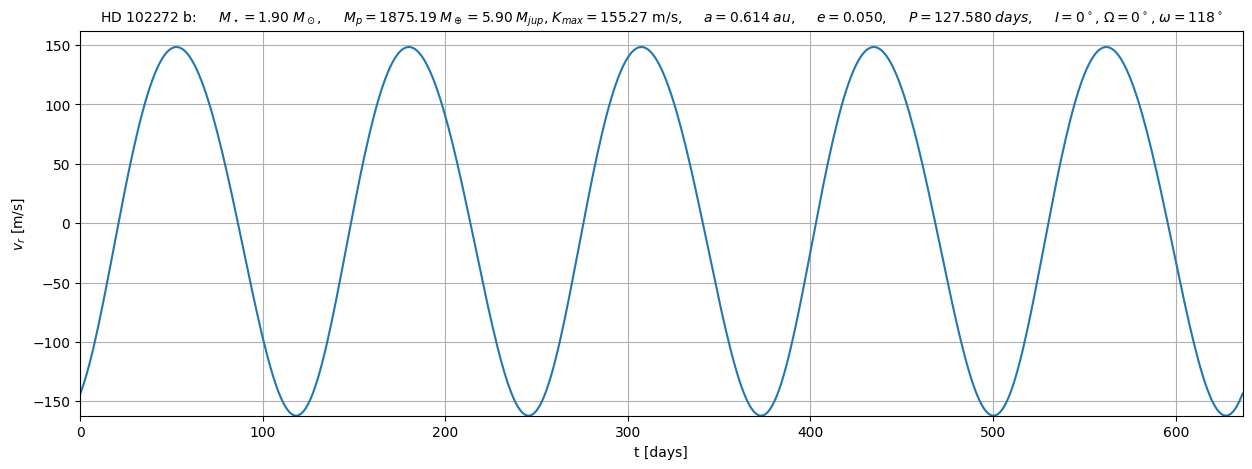 HD 102272 b: M⋆ = 1.90 M⊙, Mp = 1875.19 M⊕ = 5.90 Mjup, Kmax = 155.27 m/s, a = 0.614 au, e = 0.050, P = 127.580 days, I = 0°, Ω = 0°, ω = 118°
150
100
50
0
−50
−100
−150
vr [m/s]
0 100 200 300 400 500 600
t [days]